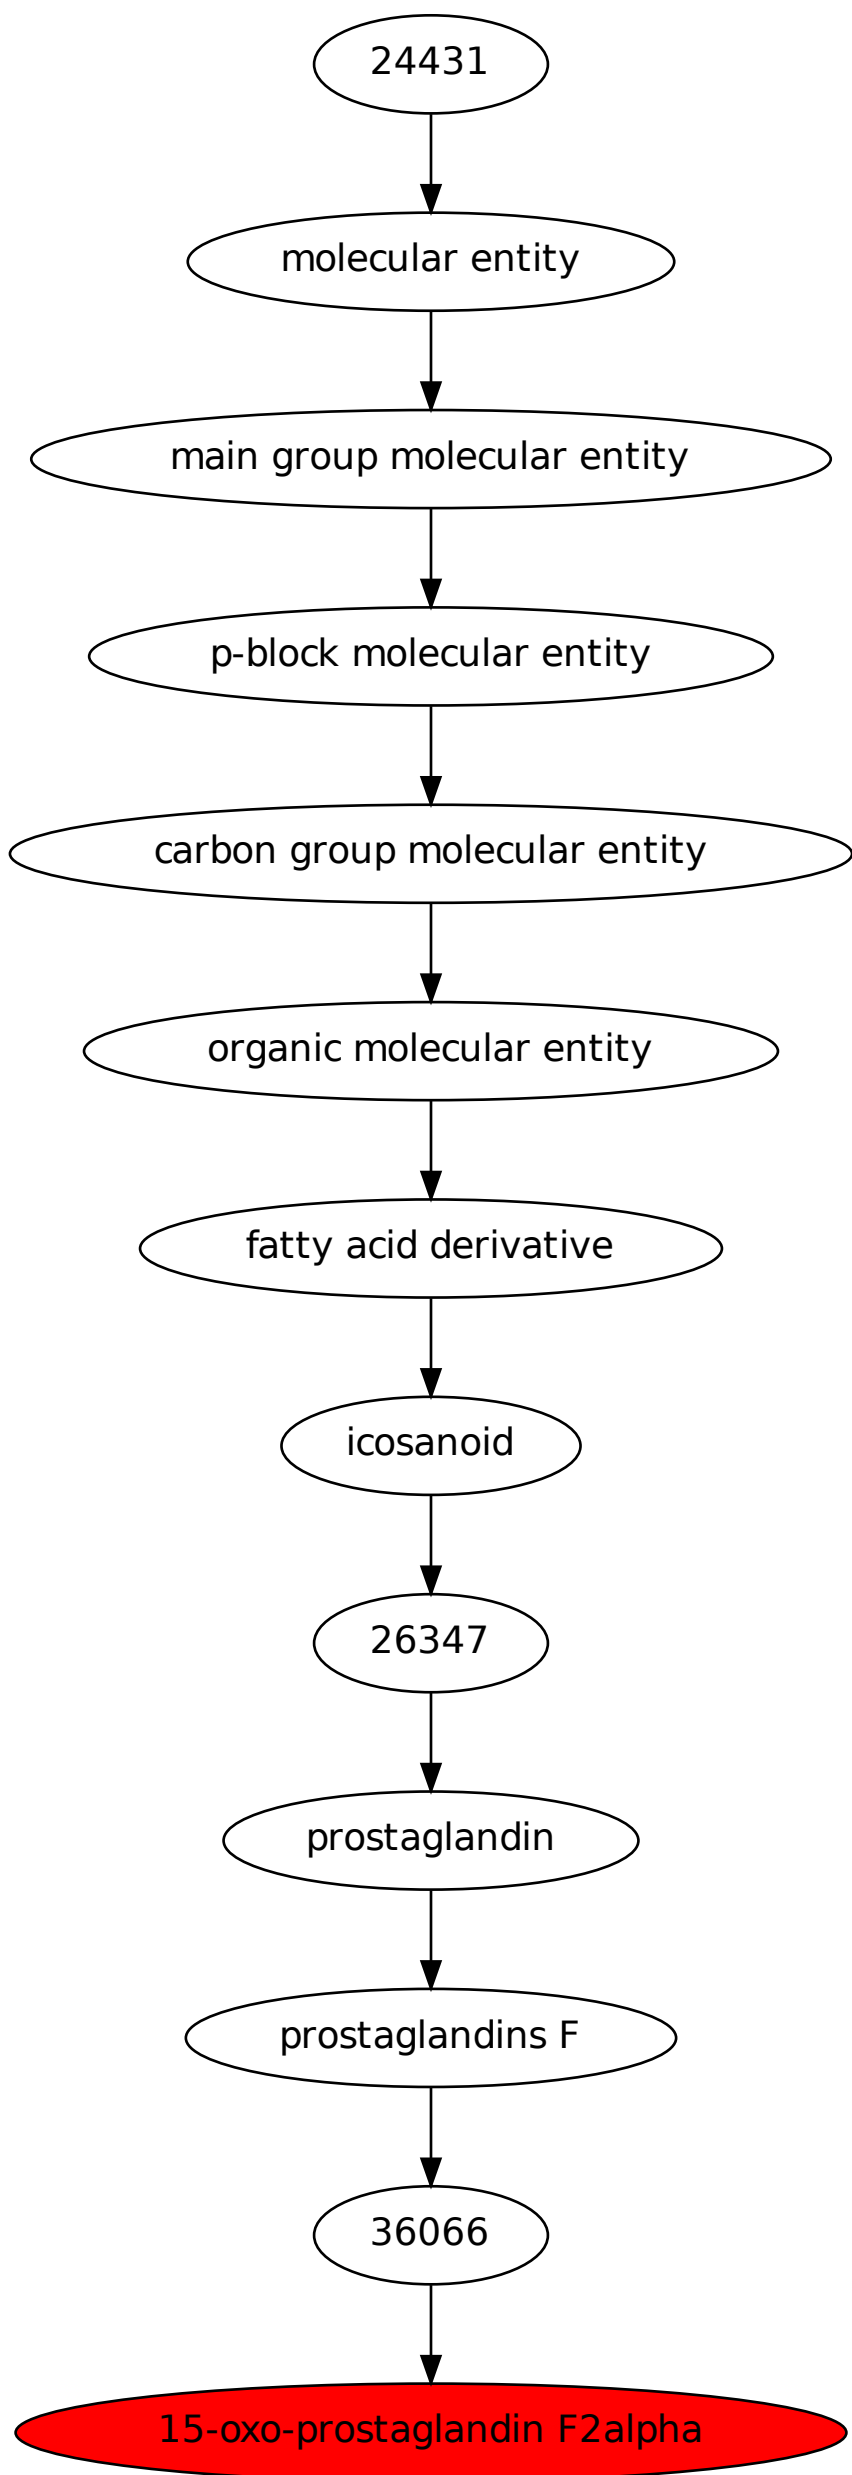 24431
molecular entity
main group molecular entity
p-block molecular entity
carbon group molecular entity
organic molecular entity
fatty acid derivative
icosanoid
26347
prostaglandin
prostaglandins F
36066
15-oxo-prostaglandin F2alpha